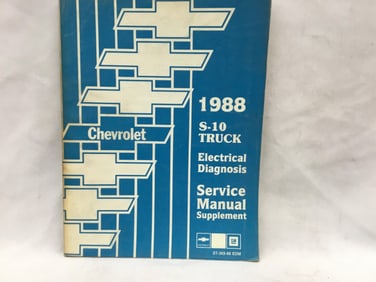 1988
S-10
TRUCK
Chevrolet
Electrical
Diagnosis
Service
Manual
Supplement